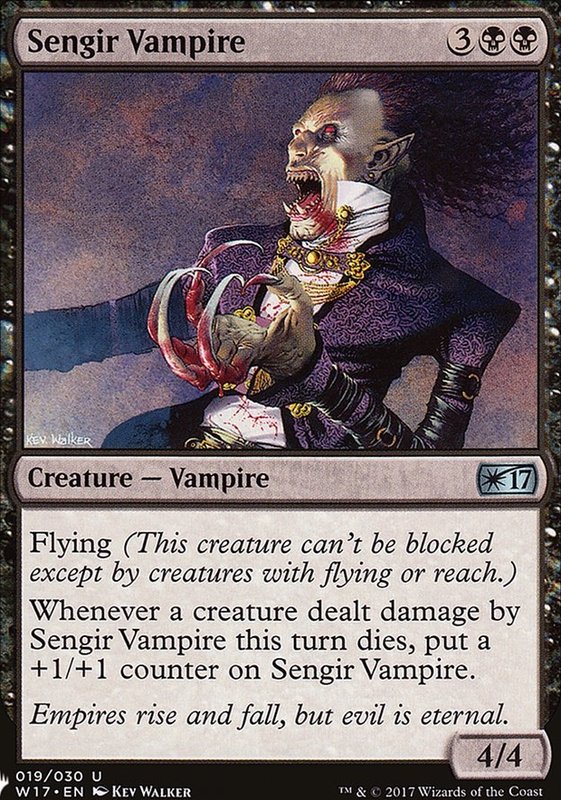 Sengir Vampire 3
KEV WALKER
Creature — Vampire 17
Flying (This creature can't be blocked
except by creatures with flying or reach.)
Whenever a creature dealt damage by
Sengir Vampire this turn dies, put a
+1/+1 counter on Sengir Vampire.
Empires rise and fall, but evil is eternal.
4/4
019/030 U
W17 • EN KEV WALKER ™ & © 2017 Wizards of the Coast